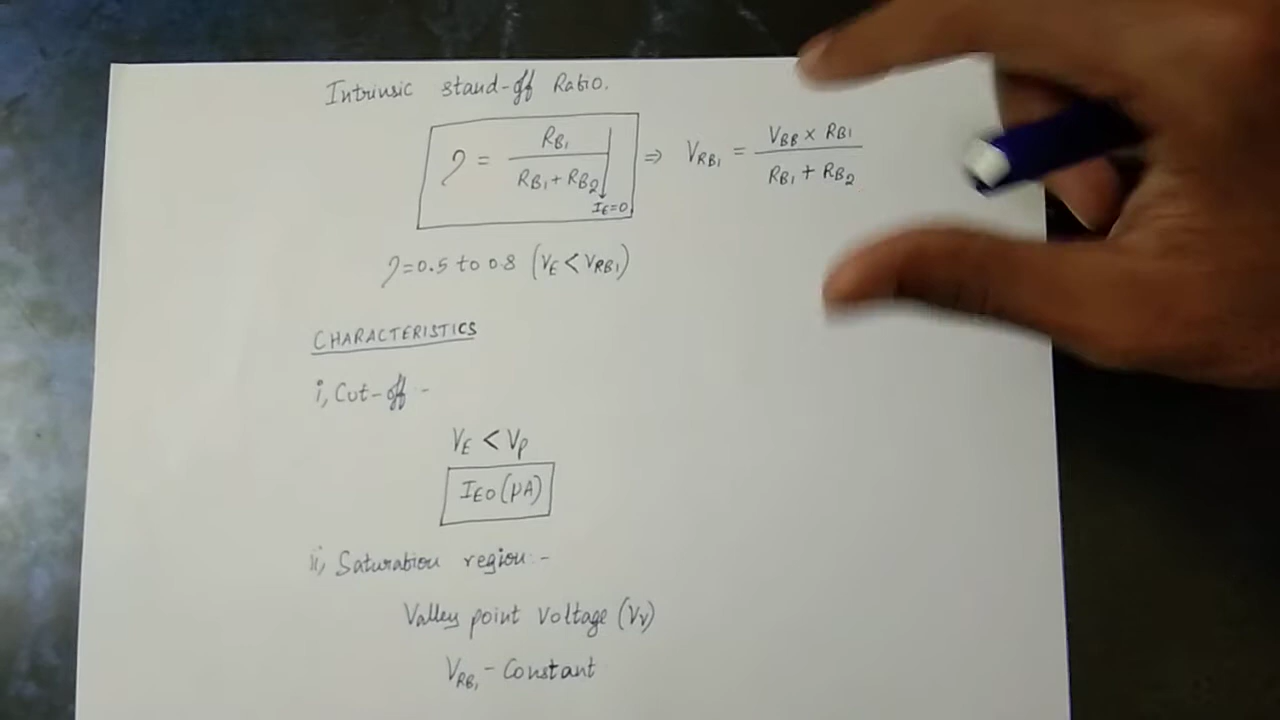 Intrinsic stand-off Ratio.
η = RB1 / RB1 + RB2 | IE=0 ⇒ VRB1 = VBB × RB1 / RB1 + RB2
η=0.5 to 0.8 (VE < VRB1)
CHARACTERISTICS
i, Cut-off -
VE < VP
IEO (μA)
ii, Saturation region:-
Valley point voltage (Vv)
VRB1 - Constant